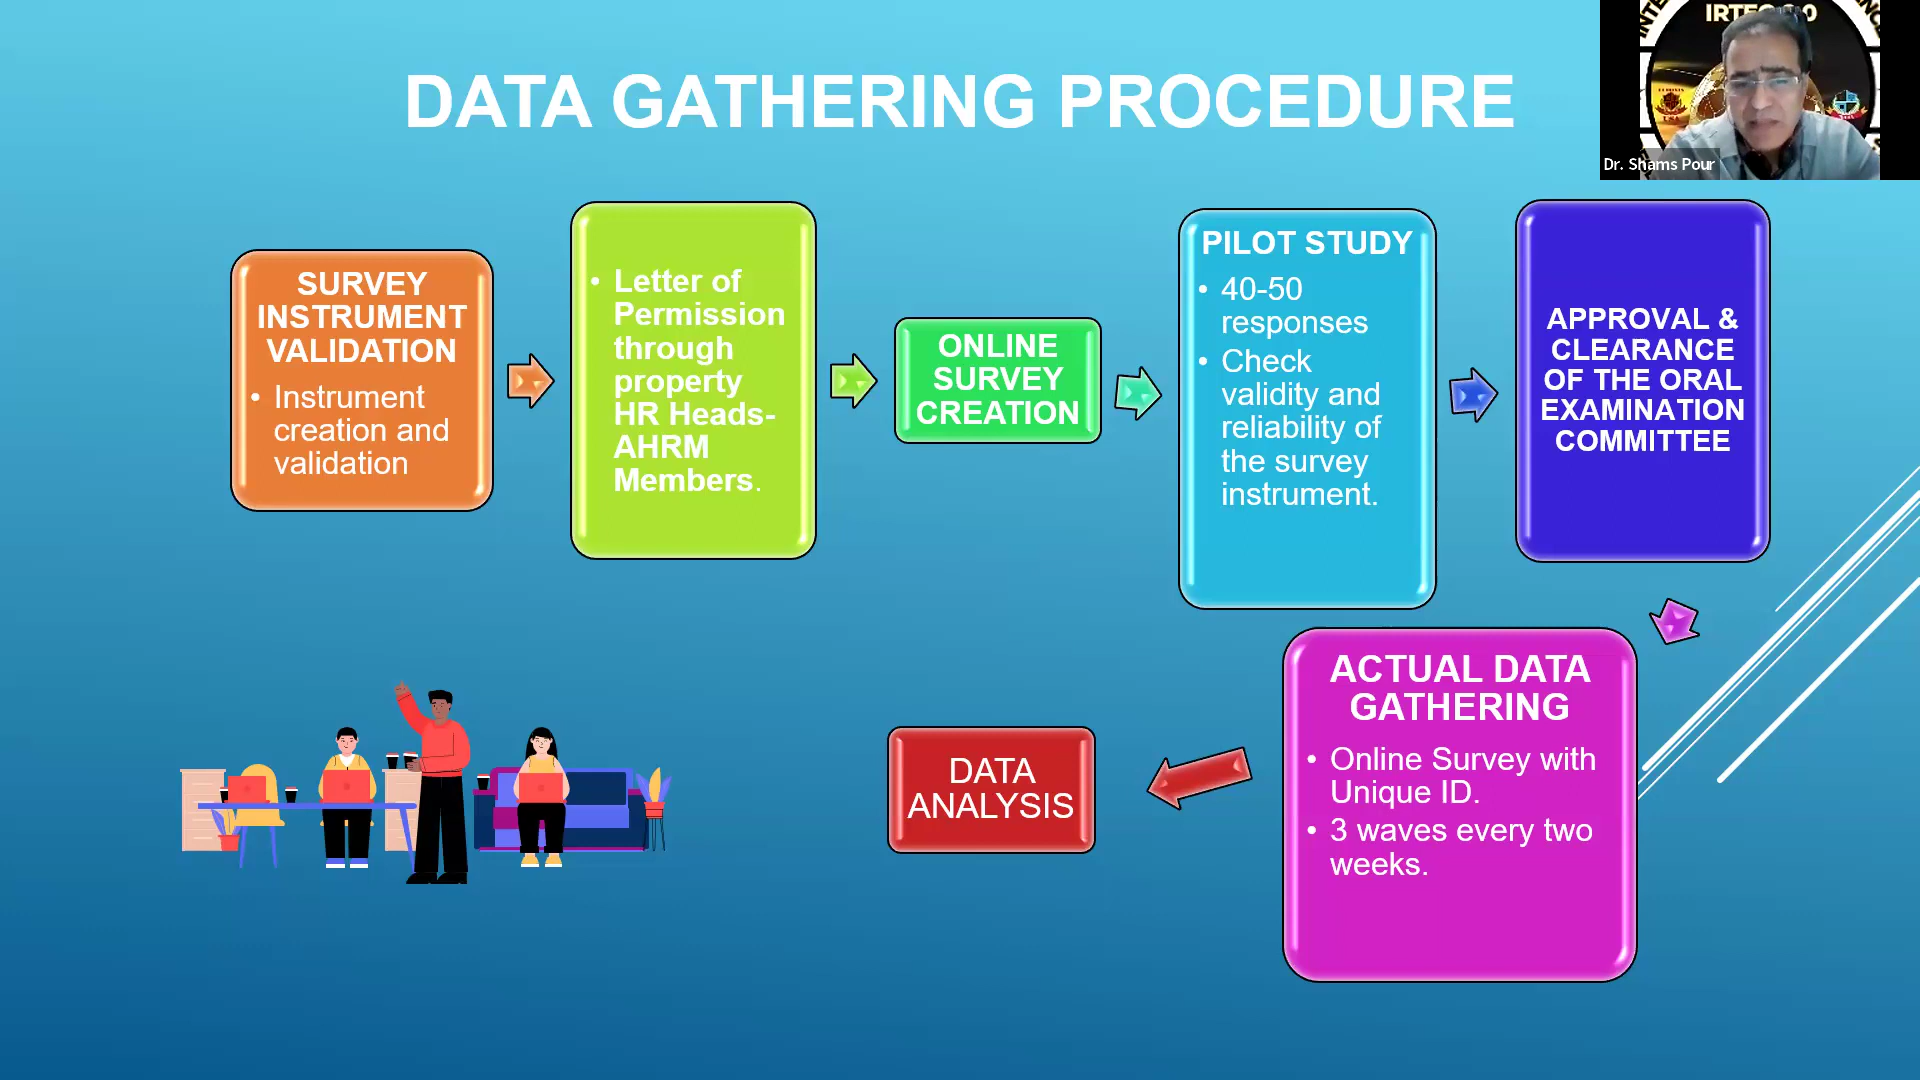 DATA GATHERING PROCEDURE
IRTEC
Dr. Shams Pour
SURVEY
INSTRUMENT
VALIDATION
• Instrument
creation and
validation
• Letter of
Permission
through
property
HR Heads-
AHRM
Members.
ONLINE
SURVEY
CREATION
PILOT STUDY
• 40-50
responses
• Check
validity and
reliability of
the survey
instrument.
APPROVAL &
CLEARANCE
OF THE ORAL
EXAMINATION
COMMITTEE
ACTUAL DATA
GATHERING
• Online Survey with
Unique ID.
• 3 waves every two
weeks.
DATA
ANALYSIS